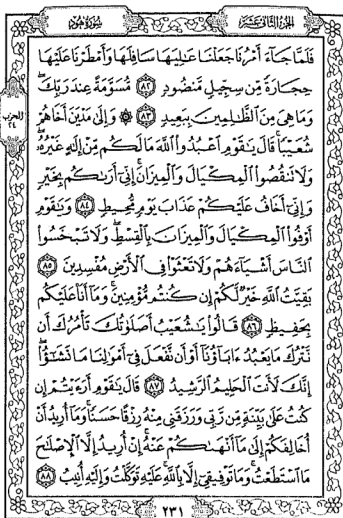 الجزء الثاني عشر
سورة هود
فَلَمَّا جَآءَ أَمْرُنَا جَعَلْنَا عَـٰلِيَهَا سَافِلَهَا وَأَمْطَرْنَا عَلَيْهَا
حِجَارَةً مِّن سِجِّيلٍ مَّنضُودٍ ٨٢ مُّسَوَّمَةً عِندَ رَبِّكَۖ
وَمَا هِىَ مِنَ ٱلظَّـٰلِمِينَ بِبَعِيدٍ ٨٣ ۞ وَإِلَىٰ مَدْيَنَ أَخَاهُمْ
شُعَيْبًاۚ قَالَ يَـٰقَوْمِ ٱعْبُدُوا۟ ٱللَّهَ مَا لَكُم مِّنْ إِلَـٰهٍ غَيْرُهُۥۖ
وَلَا تَنقُصُوا۟ ٱلْمِكْيَالَ وَٱلْمِيزَانَۚ إِنِّىٓ أَرَىٰكُم بِخَيْرٍ
وَإِنِّىٓ أَخَافُ عَلَيْكُمْ عَذَابَ يَوْمٍ مُّحِيطٍ ٨٤ وَيَـٰقَوْمِ
أَوْفُوا۟ ٱلْمِكْيَالَ وَٱلْمِيزَانَ بِٱلْقِسْطِۖ وَلَا تَبْخَسُوا۟
ٱلنَّاسَ أَشْيَآءَهُمْ وَلَا تَعْثَوْا۟ فِى ٱلْأَرْضِ مُفْسِدِينَ ٨٥
بَقِيَّتُ ٱللَّهِ خَيْرٌ لَّكُمْ إِن كُنتُم مُّؤْمِنِينَۚ وَمَآ أَنَا۠ عَلَيْكُم
بِحَفِيظٍ ٨٦ قَالُوا۟ يَـٰشُعَيْبُ أَصَلَوٰتُكَ تَأْمُرُكَ أَن
نَّتْرُكَ مَا يَعْبُدُ ءَابَآؤُنَآ أَوْ أَن نَّفْعَلَ فِىٓ أَمْوَٰلِنَا مَا نَشَـٰٓؤُا۟ۖ
إِنَّكَ لَأَنتَ ٱلْحَلِيمُ ٱلرَّشِيدُ ٨٧ قَالَ يَـٰقَوْمِ أَرَءَيْتُمْ إِن
كُنتُ عَلَىٰ بَيِّنَةٍ مِّن رَّبِّى وَرَزَقَنِى مِنْهُ رِزْقًا حَسَنًاۚ وَمَآ أُرِيدُ أَنْ
أُخَالِفَكُمْ إِلَىٰ مَآ أَنْهَىٰكُمْ عَنْهُۚ إِنْ أُرِيدُ إِلَّا ٱلْإِصْلَـٰحَ
مَا ٱسْتَطَعْتُۚ وَمَا تَوْفِيقِىٓ إِلَّا بِٱللَّهِۚ عَلَيْهِ تَوَكَّلْتُ وَإِلَيْهِ أُنِيبُ ٨٨
الحزب
٢٤
٢٣١